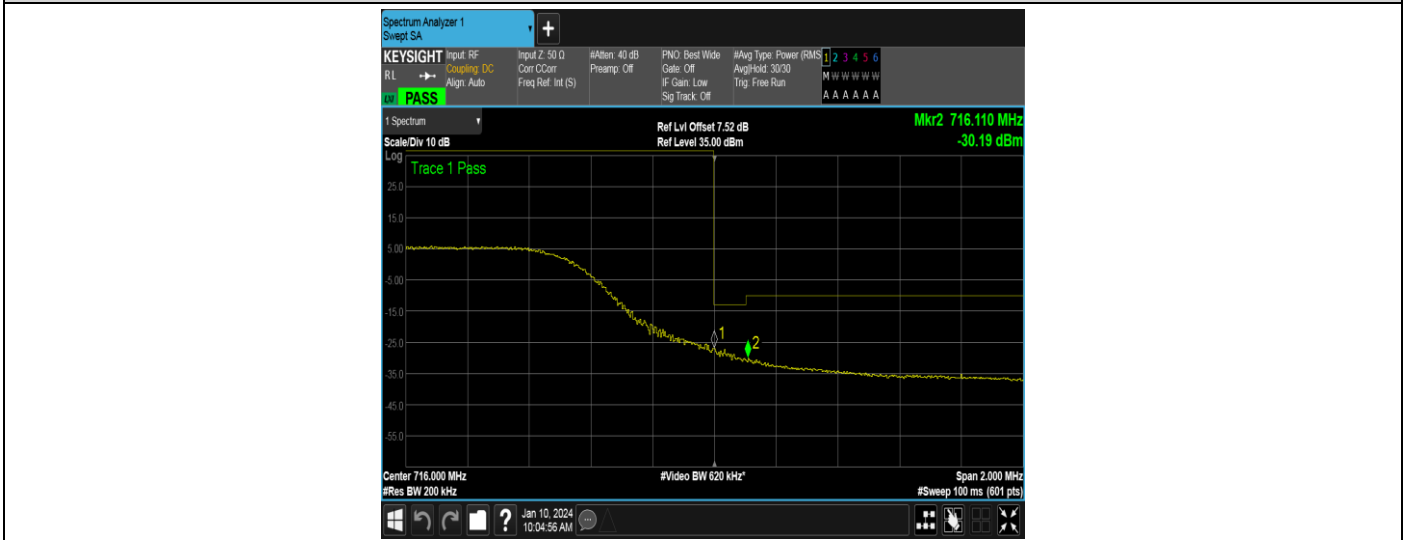 Spectrum Analyzer 1
Swept SA
+
KEYSIGHT
RL
Input: RF
Coupling: DC
Align: Auto
Input Z: 50 Ω
Corr CCorr
Freq Ref: Int (S)
#Atten: 40 dB
Preamp: Off
PNO: Best Wide
Gate: Off
IF Gain: Low
Sig Track: Off
#Avg Type: Power (RMS
Avg|Hold: 30/30
Trig: Free Run
1 2 3 4 5 6
M W W W W W
A A A A A A
PASS
1 Spectrum
Scale/Div 10 dB
Ref Lvl Offset 7.52 dB
Ref Level 35.00 dBm
Mkr2 716.110 MHz
-30.19 dBm
Log
Trace 1 Pass
25.0
15.0
5.00
-5.00
-15.0
-25.0
-35.0
-45.0
-55.0
1
2
Center 716.000 MHz
#Res BW 200 kHz
#Video BW 620 kHz*
Span 2.000 MHz
#Sweep 100 ms (601 pts)
?
Jan 10, 2024
10:04:56 AM